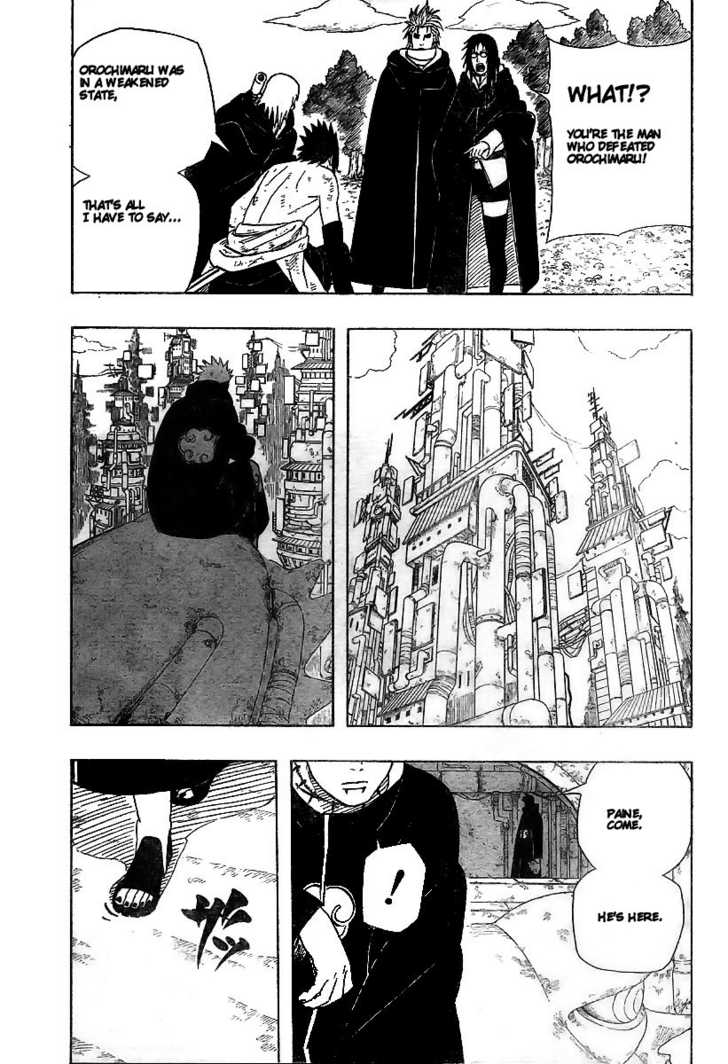 WHAT!?
YOU'RE THE MAN
WHO DEFEATED
OROCHIMARU!
OROCHIMARU WAS
IN A WEAKENED
STATE,
THAT'S ALL
I HAVE TO SAY...
PAINE,
COME.
HE'S HERE.
!
ザッ